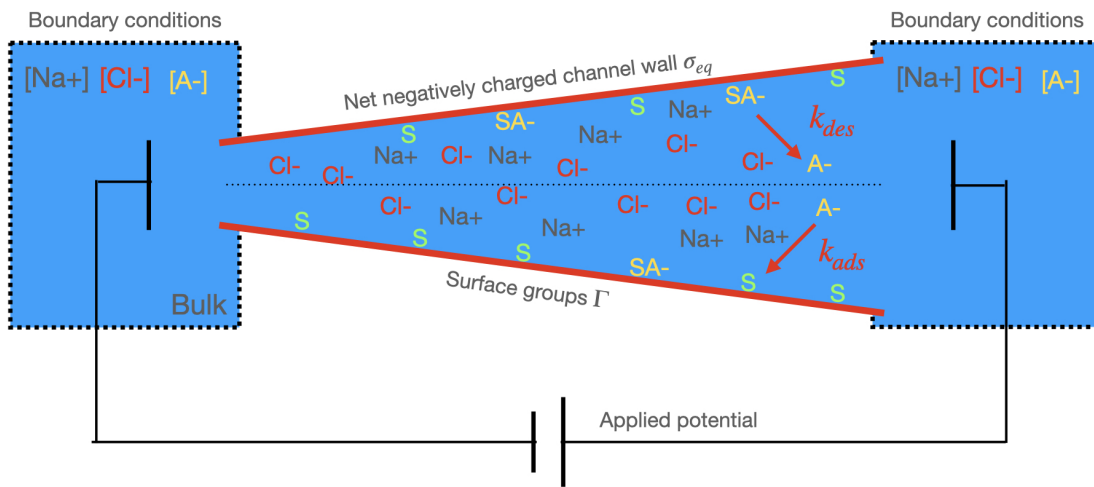 Boundary conditions
Boundary conditions
[Na+] [Cl-] [A-]
[Na+] [Cl-] [A-]
Net negatively charged channel wall σeq
S
SA-
S
SA-
S
Na+
kdes
Na+
Cl-
Na+
Cl-
Cl-
Cl-
Cl-
Cl-
A-
Cl-
Cl-
Cl-
Cl-
Cl-
A-
Na+
Na+
Na+
Na+
S
S
S
SA-
S
S
kads
Surface groups Γ
Bulk
Applied potential